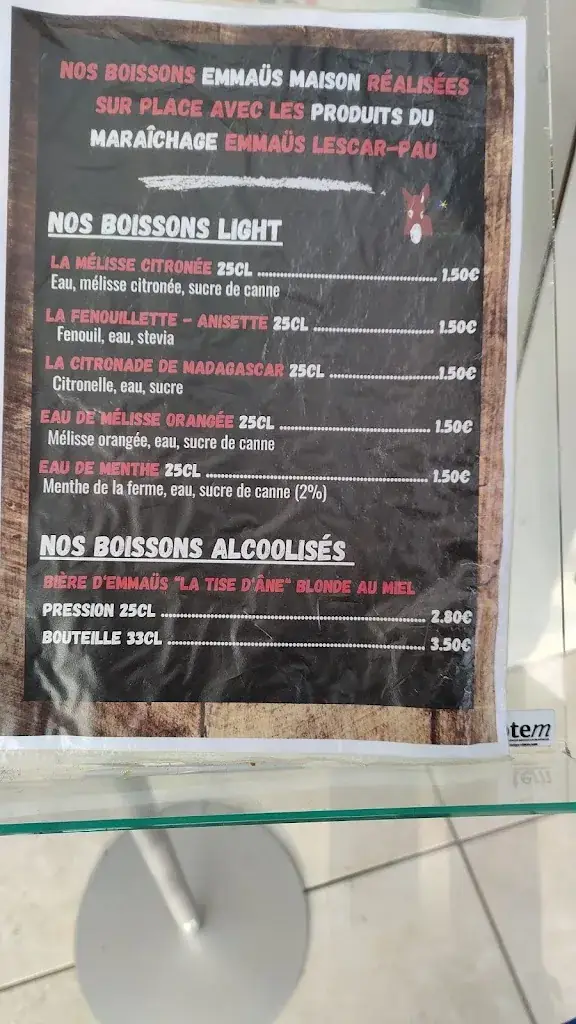 NOS BOISSONS EMMAÜS MAISON RÉALISÉES
SUR PLACE AVEC LES PRODUITS DU
MARAÎCHAGE EMMAÜS LESCAR-PAU
NOS BOISSONS LIGHT
LA MÉLISSE CITRONÉE 25CL ........................ 1.50€
Eau, mélisse citronée, sucre de canne
LA FENOUILLETTE - ANISETTE 25CL ........................ 1.50€
Fenouil, eau, stevia
LA CITRONADE DE MADAGASCAR 25CL ........................ 1.50€
Citronelle, eau, sucre
EAU DE MÉLISSE ORANGÉE 25CL ........................ 1.50€
Mélisse orangée, eau, sucre de canne
EAU DE MENTHE 25CL ........................ 1.50€
Menthe de la ferme, eau, sucre de canne (2%)
NOS BOISSONS ALCOOLISÉS
BIÈRE D'EMMAÜS "LA TISE D'ÂNE" BLONDE AU MIEL
PRESSION 25CL ........................ 2.80€
BOUTEILLE 33CL ........................ 3.50€
tem